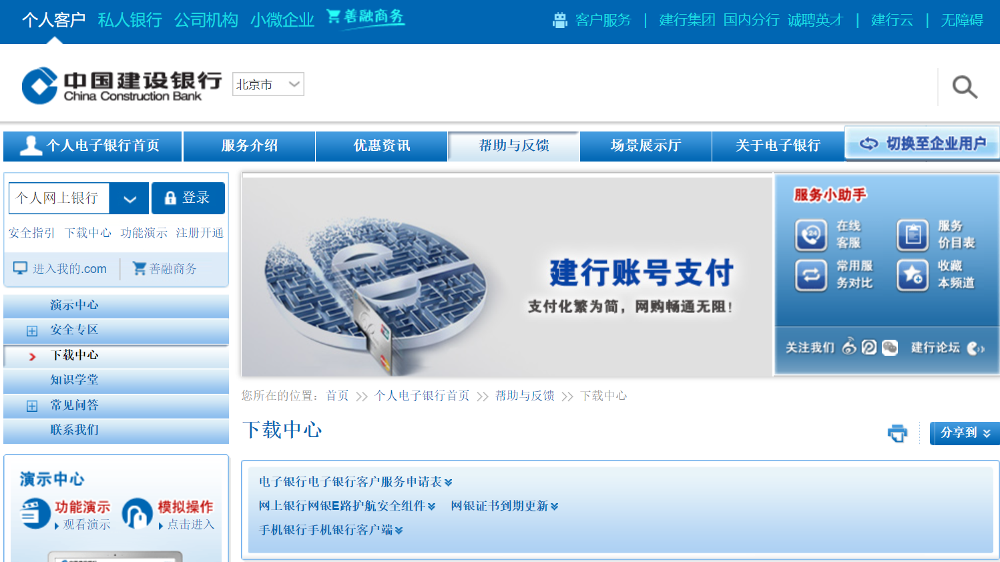 个人客户 私人银行 公司机构 小微企业 善融商务 客户服务 | 建行集团 国内分行 诚聘英才 | 建行云 | 无障碍
中国建设银行
China Construction Bank
北京市
个人电子银行首页 服务介绍 优惠资讯 帮助与反馈 场景展示厅 关于电子银行 切换至企业用户
个人网上银行 登录
安全指引 下载中心 功能演示 注册开通
进入我的.com 善融商务
演示中心
安全专区
下载中心
知识学堂
常见问答
联系我们
演示中心
功能演示
观看演示
模拟操作
点击进入
中国建设银行
建行账号支付
支付化繁为简，网购畅通无阻！
服务小助手
24
在线
客服
服务
价目表
常用服
务对比
收藏
本频道
关注我们 建行论坛
您所在的位置： 首页 >> 个人电子银行首页 >> 帮助与反馈 >> 下载中心
下载中心
分享到
电子银行电子银行客户服务申请表
网上银行网银E路护航安全组件 网银证书到期更新
手机银行手机银行客户端